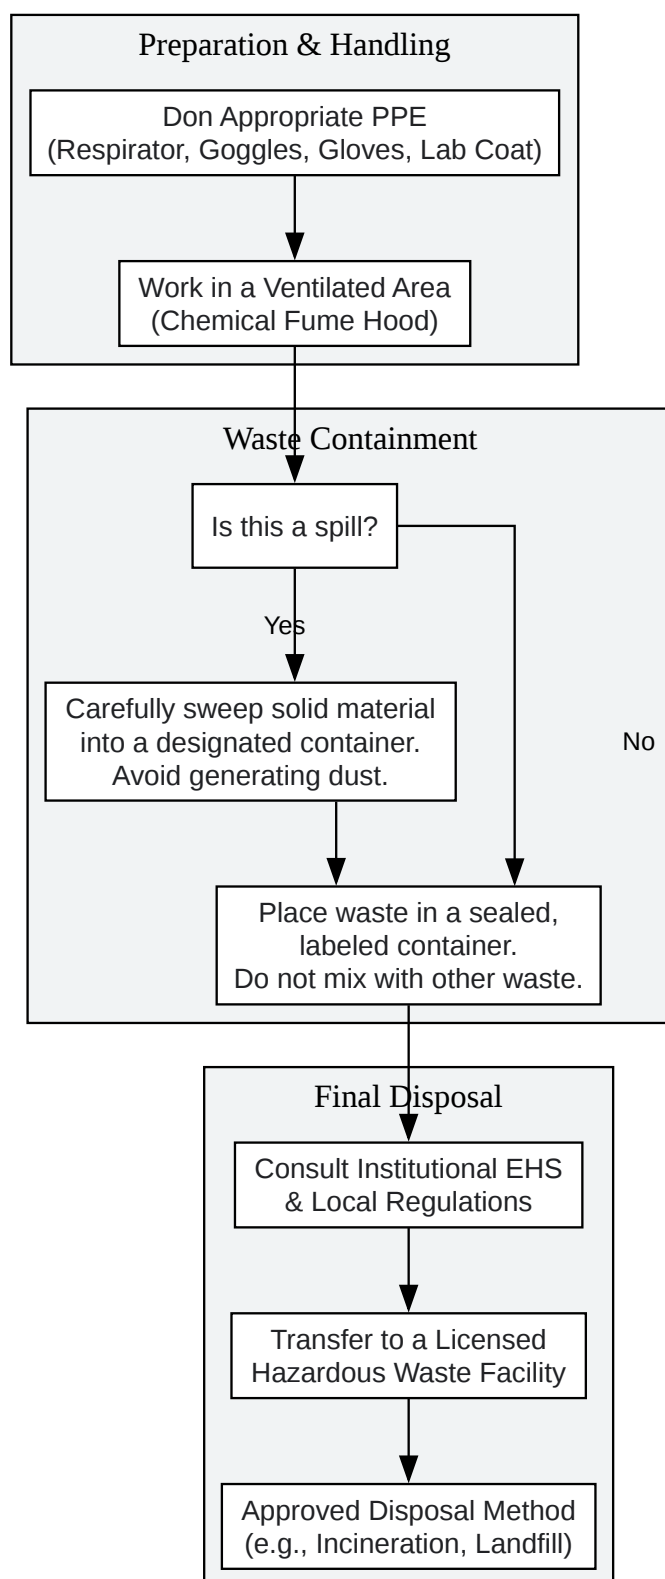 Preparation & Handling
Don Appropriate PPE
(Respirator, Goggles, Gloves, Lab Coat)
Work in a Ventilated Area
(Chemical Fume Hood)
Waste Containment
Is this a spill?
Yes
Carefully sweep solid material
into a designated container.
Avoid generating dust.
No
Place waste in a sealed,
labeled container.
Do not mix with other waste.
Final Disposal
Consult Institutional EHS
& Local Regulations
Transfer to a Licensed
Hazardous Waste Facility
Approved Disposal Method
(e.g., Incineration, Landfill)